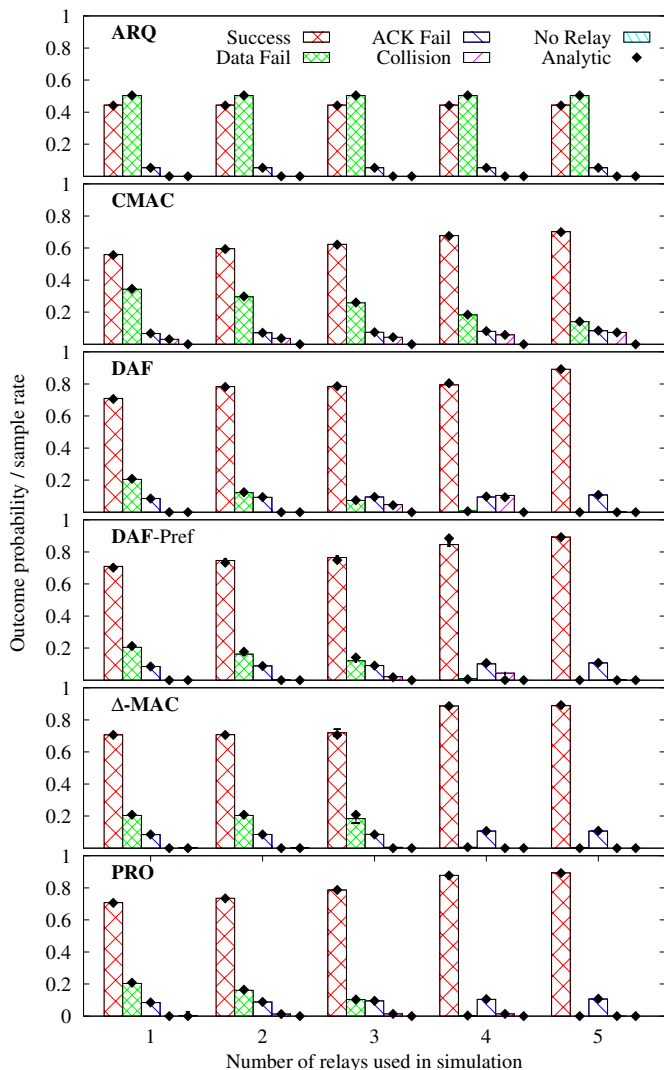 1
ARQ
Success ACK Fail No Relay
Data Fail Collision Analytic
0.8
0.6
0.4
0.2
1
CMAC
0.8
0.6
0.4
0.2
1
DAF
0.8
0.6
0.4
0.2
1
DAF-Pref
0.8
0.6
0.4
0.2
1
Δ-MAC
0.8
0.6
0.4
0.2
1
PRO
0.8
0.6
0.4
0.2
0
1 2 3 4 5
Number of relays used in simulation
Outcome probability / sample rate